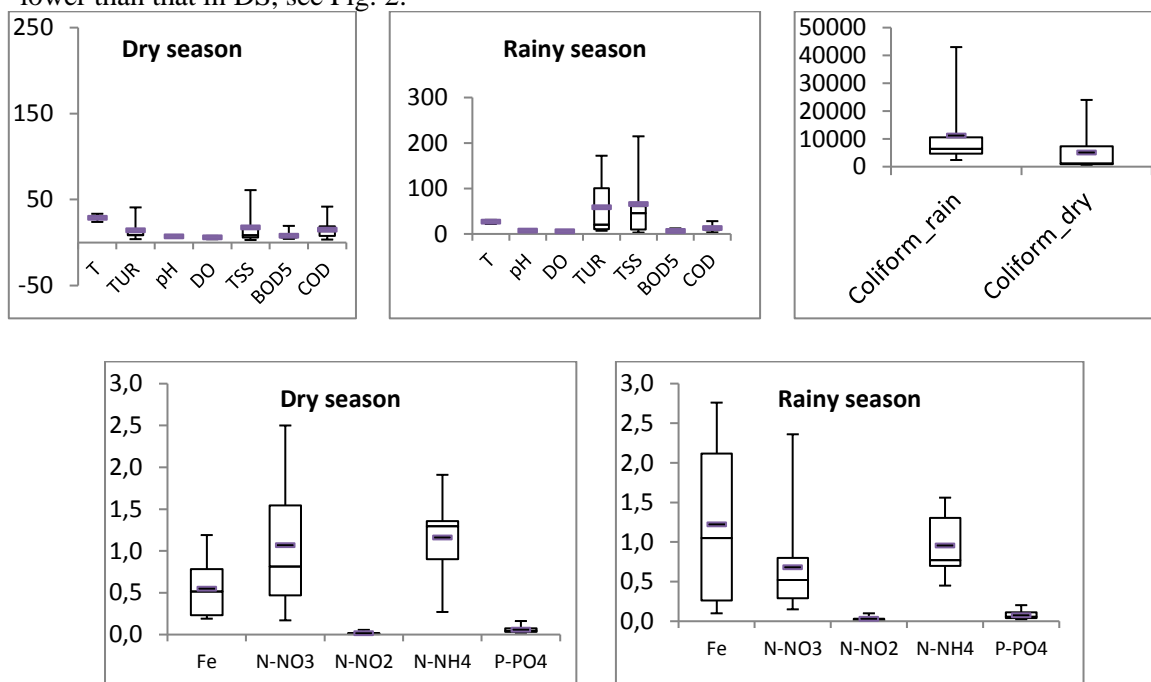 lower than that in DS, see Fig. 2.
Dry season
250
150
50
-50
T TUR pH DO TSS BOD5 COD
Rainy season
300
200
100
0
T pH DO TUR TSS BOD5 COD
50000
40000
30000
20000
10000
0
Coliform_rain Coliform_dry
Dry season
3,0
2,5
2,0
1,5
1,0
0,5
0,0
Fe N-NO3 N-NO2 N-NH4 P-PO4
Rainy season
3,0
2,5
2,0
1,5
1,0
0,5
0,0
Fe N-NO3 N-NO2 N-NH4 P-PO4